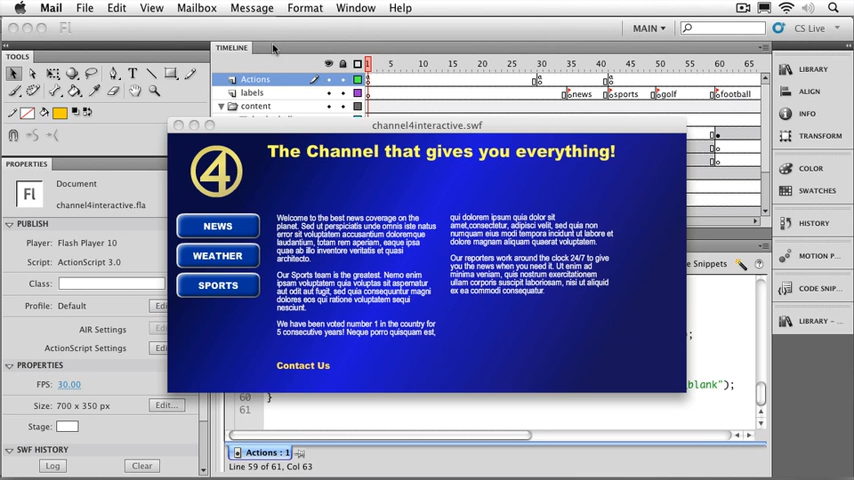 Mail File Edit View Mailbox Message Format Window Help
Fl MAIN CS Live
TOOLS
TIMELINE
1 5 10 15 20 25 30 35 40 45 50 55 60 65
Actions
labels news sports golf football
content
PROPERTIES
Fl Document
channel4interactive.fla
PUBLISH
Player: Flash Player 10
Script: ActionScript 3.0
Class:
Profile: Default
AIR Settings
ActionScript Settings
PROPERTIES
FPS: 30.00
Size: 700 x 350 px Edit...
Stage:
SWF HISTORY
Log Clear
channel4interactive.swf
4
The Channel that gives you everything!
NEWS
WEATHER
SPORTS
Welcome to the best news coverage on the
planet. Sed ut perspiciatis unde omnis iste natus
error sit voluptatem accusantium doloremque
laudantium, totam rem aperiam, eaque ipsa
quae ab illo inventore veritatis et quasi
architecto.
Our Sports team is the greatest. Nemo enim
ipsam voluptatem quia voluptas sit aspernatur
aut odit aut fugit, sed quia consequuntur magni
dolores eos qui ratione voluptatem sequi
nesciunt.
We have been voted number 1 in the country for
5 consecutive years! Neque porro quisquam est,
qui dolorem ipsum quia dolor sit
amet,consectetur, adipisci velit, sed quia non
numquam eius modi tempora incidunt ut labore et
dolore magnam aliquam quaerat voluptatem.
Our reporters work around the clock 24/7 to give
you the news when you need it. Ut enim ad
minima veniam, quis nostrum exercitationem
ullam corporis suscipit laboriosam, nisi ut aliquid
ex ea commodi consequatur
Contact Us
Snippets
;
blank");
60 }
61
Actions : 1
Line 59 of 61, Col 63
LIBRARY
ALIGN
INFO
TRANSFORM
COLOR
SWATCHES
HISTORY
MOTION P...
CODE SNIP...
LIBRARY - ...